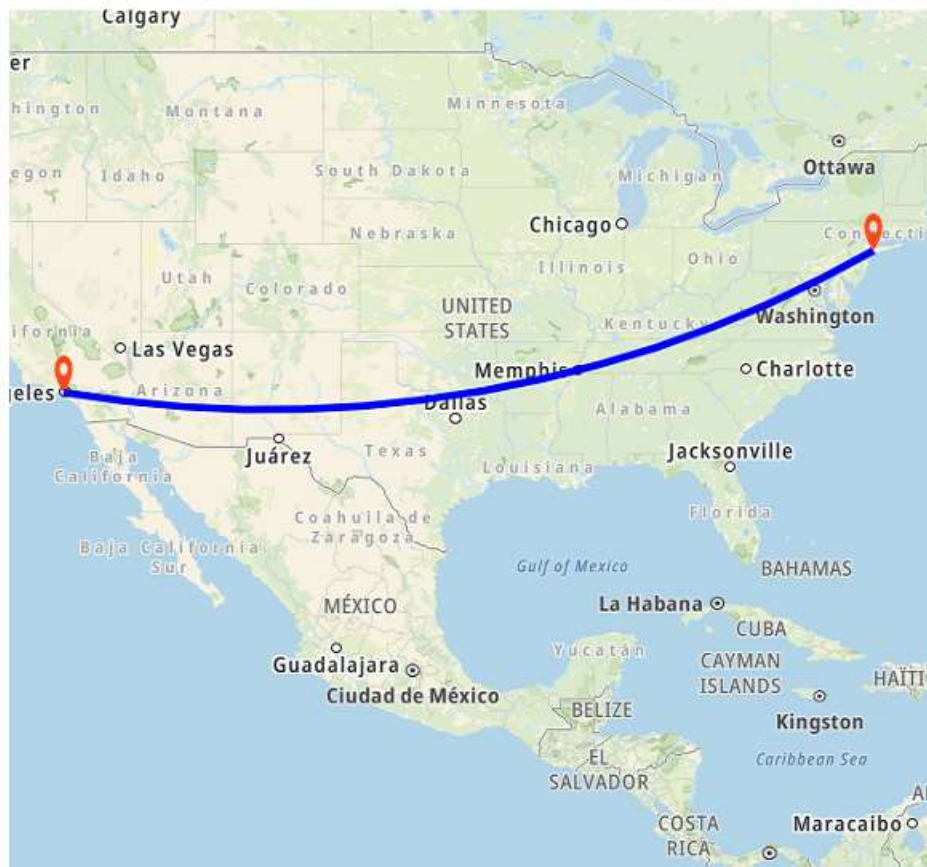 Calgary
er
hington
Montana
Minnesota
Ottawa
egon
Idaho
South Dakota
Michigan
Chicago
Nebraska
Connecti
Utah
Colorado
Illinois
Ohio
UNITED
STATES
Kentucky
Washington
ifornia
Las Vegas
Memphis
Charlotte
geles
Arizona
Dallas
Alabama
Juárez
Texas
Jacksonville
Baja
California
Louisiana
Coahuila de
Zaragoza
Florida
Baja California
Sur
Gulf of Mexico
BAHAMAS
MÉXICO
La Habana
CUBA
Guadalajara
Yucatán
CAYMAN
ISLANDS
HAÏTI
Ciudad de México
BELIZE
Kingston
EL
SALVADOR
Caribbean Sea
COSTA
RICA
Maracaibo